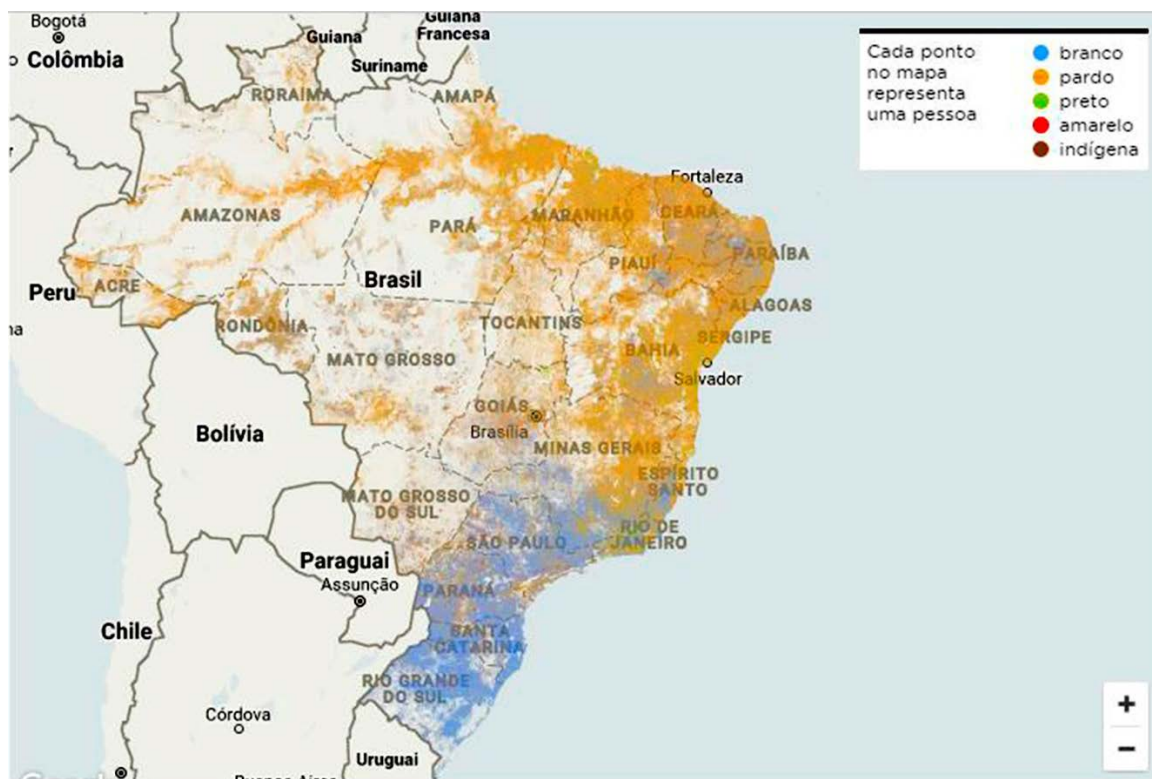 Bogotá
Colômbia
Guiana
Guiana
Francesa
Suriname
RORAIMA
AMAPÁ
Fortaleza
AMAZONAS
PARÁ
MARANHÃO
CEARÁ
PARAÍBA
PIAUÍ
Peru
ACRE
Brasil
ALAGOAS
RONDÔNIA
TOCANTINS
SERGIPE
MATO GROSSO
BAHIA
Salvador
GOIÁS
Brasília
Bolívia
MINAS GERAIS
ESPÍRITO
SANTO
MATO GROSSO
DO SUL
SÃO PAULO
RIO DE
JANEIRO
Paraguai
Assunção
PARANÁ
Chile
SANTA
CATARINA
RIO GRANDE
DO SUL
Córdova
Uruguai
Cada ponto
no mapa
representa
uma pessoa
branco
pardo
preto
amarelo
indígena
+
−